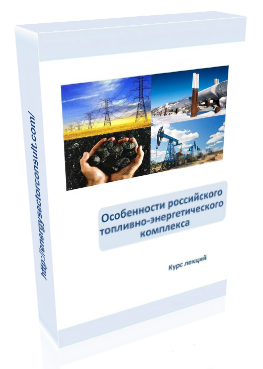 http://energysectorconsult.com/
Особенности российского
топливно-энергетического
комплекса
Курс лекций